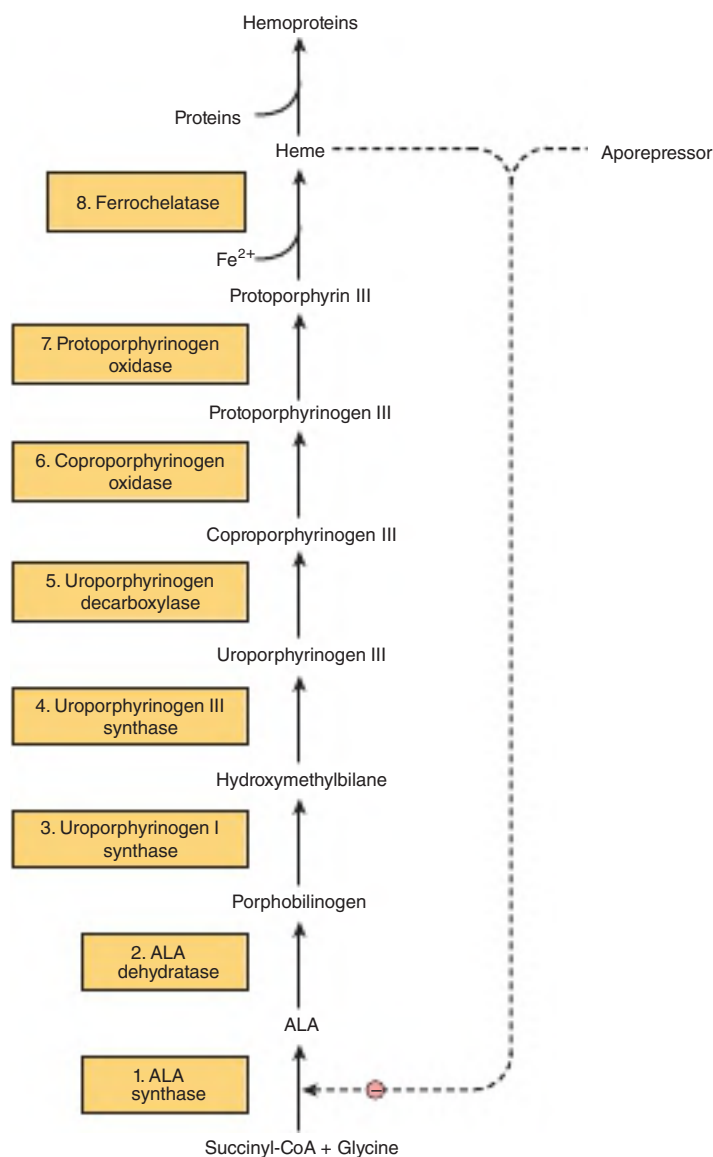 Hemoproteins
Proteins
Heme
Aporepressor
8. Ferrochelatase
Fe2+
Protoporphyrin III
7. Protoporphyrinogen
oxidase
Protoporphyrinogen III
6. Coproporphyrinogen
oxidase
Coproporphyrinogen III
5. Uroporphyrinogen
decarboxylase
Uroporphyrinogen III
4. Uroporphyrinogen III
synthase
Hydroxymethylbilane
3. Uroporphyrinogen I
synthase
Porphobilinogen
2. ALA
dehydratase
ALA
1. ALA
synthase
−
Succinyl-CoA + Glycine